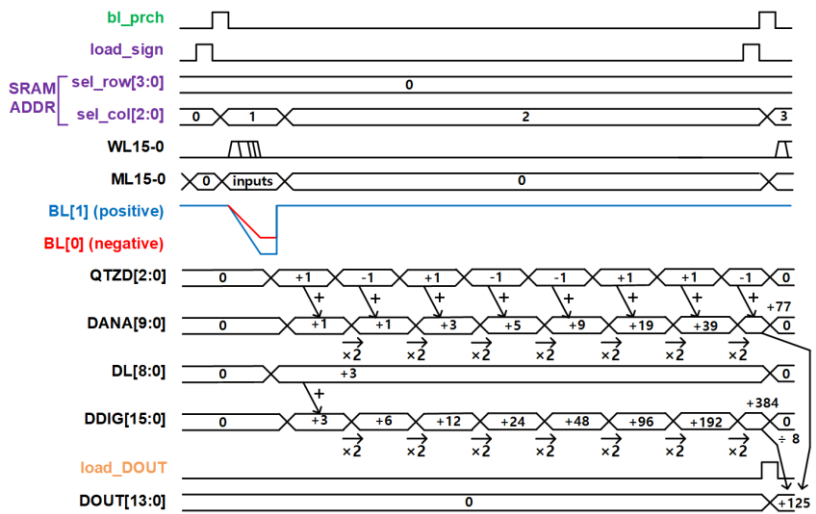 bl_prch
load_sign
SRAM ADDR
sel_row[3:0] 0
sel_col[2:0] 0 1 2 3
WL15-0
ML15-0 0 inputs 0
BL[1] (positive)
BL[0] (negative)
QTZD[2:0] 0 +1 -1 +1 -1 -1 +1 +1 -1 0
+ + + + + + + + +77
DANA[9:0] 0 +1 +1 +3 +5 +9 +19 +39 0
×2 ×2 ×2 ×2 ×2 ×2 ×2
DL[8:0] 0 +3 0
+ +384
DDIG[15:0] 0 +3 +6 +12 +24 +48 +96 +192 0
÷ 8
×2 ×2 ×2 ×2 ×2 ×2 ×2
load_DOUT
DOUT[13:0] 0 +125